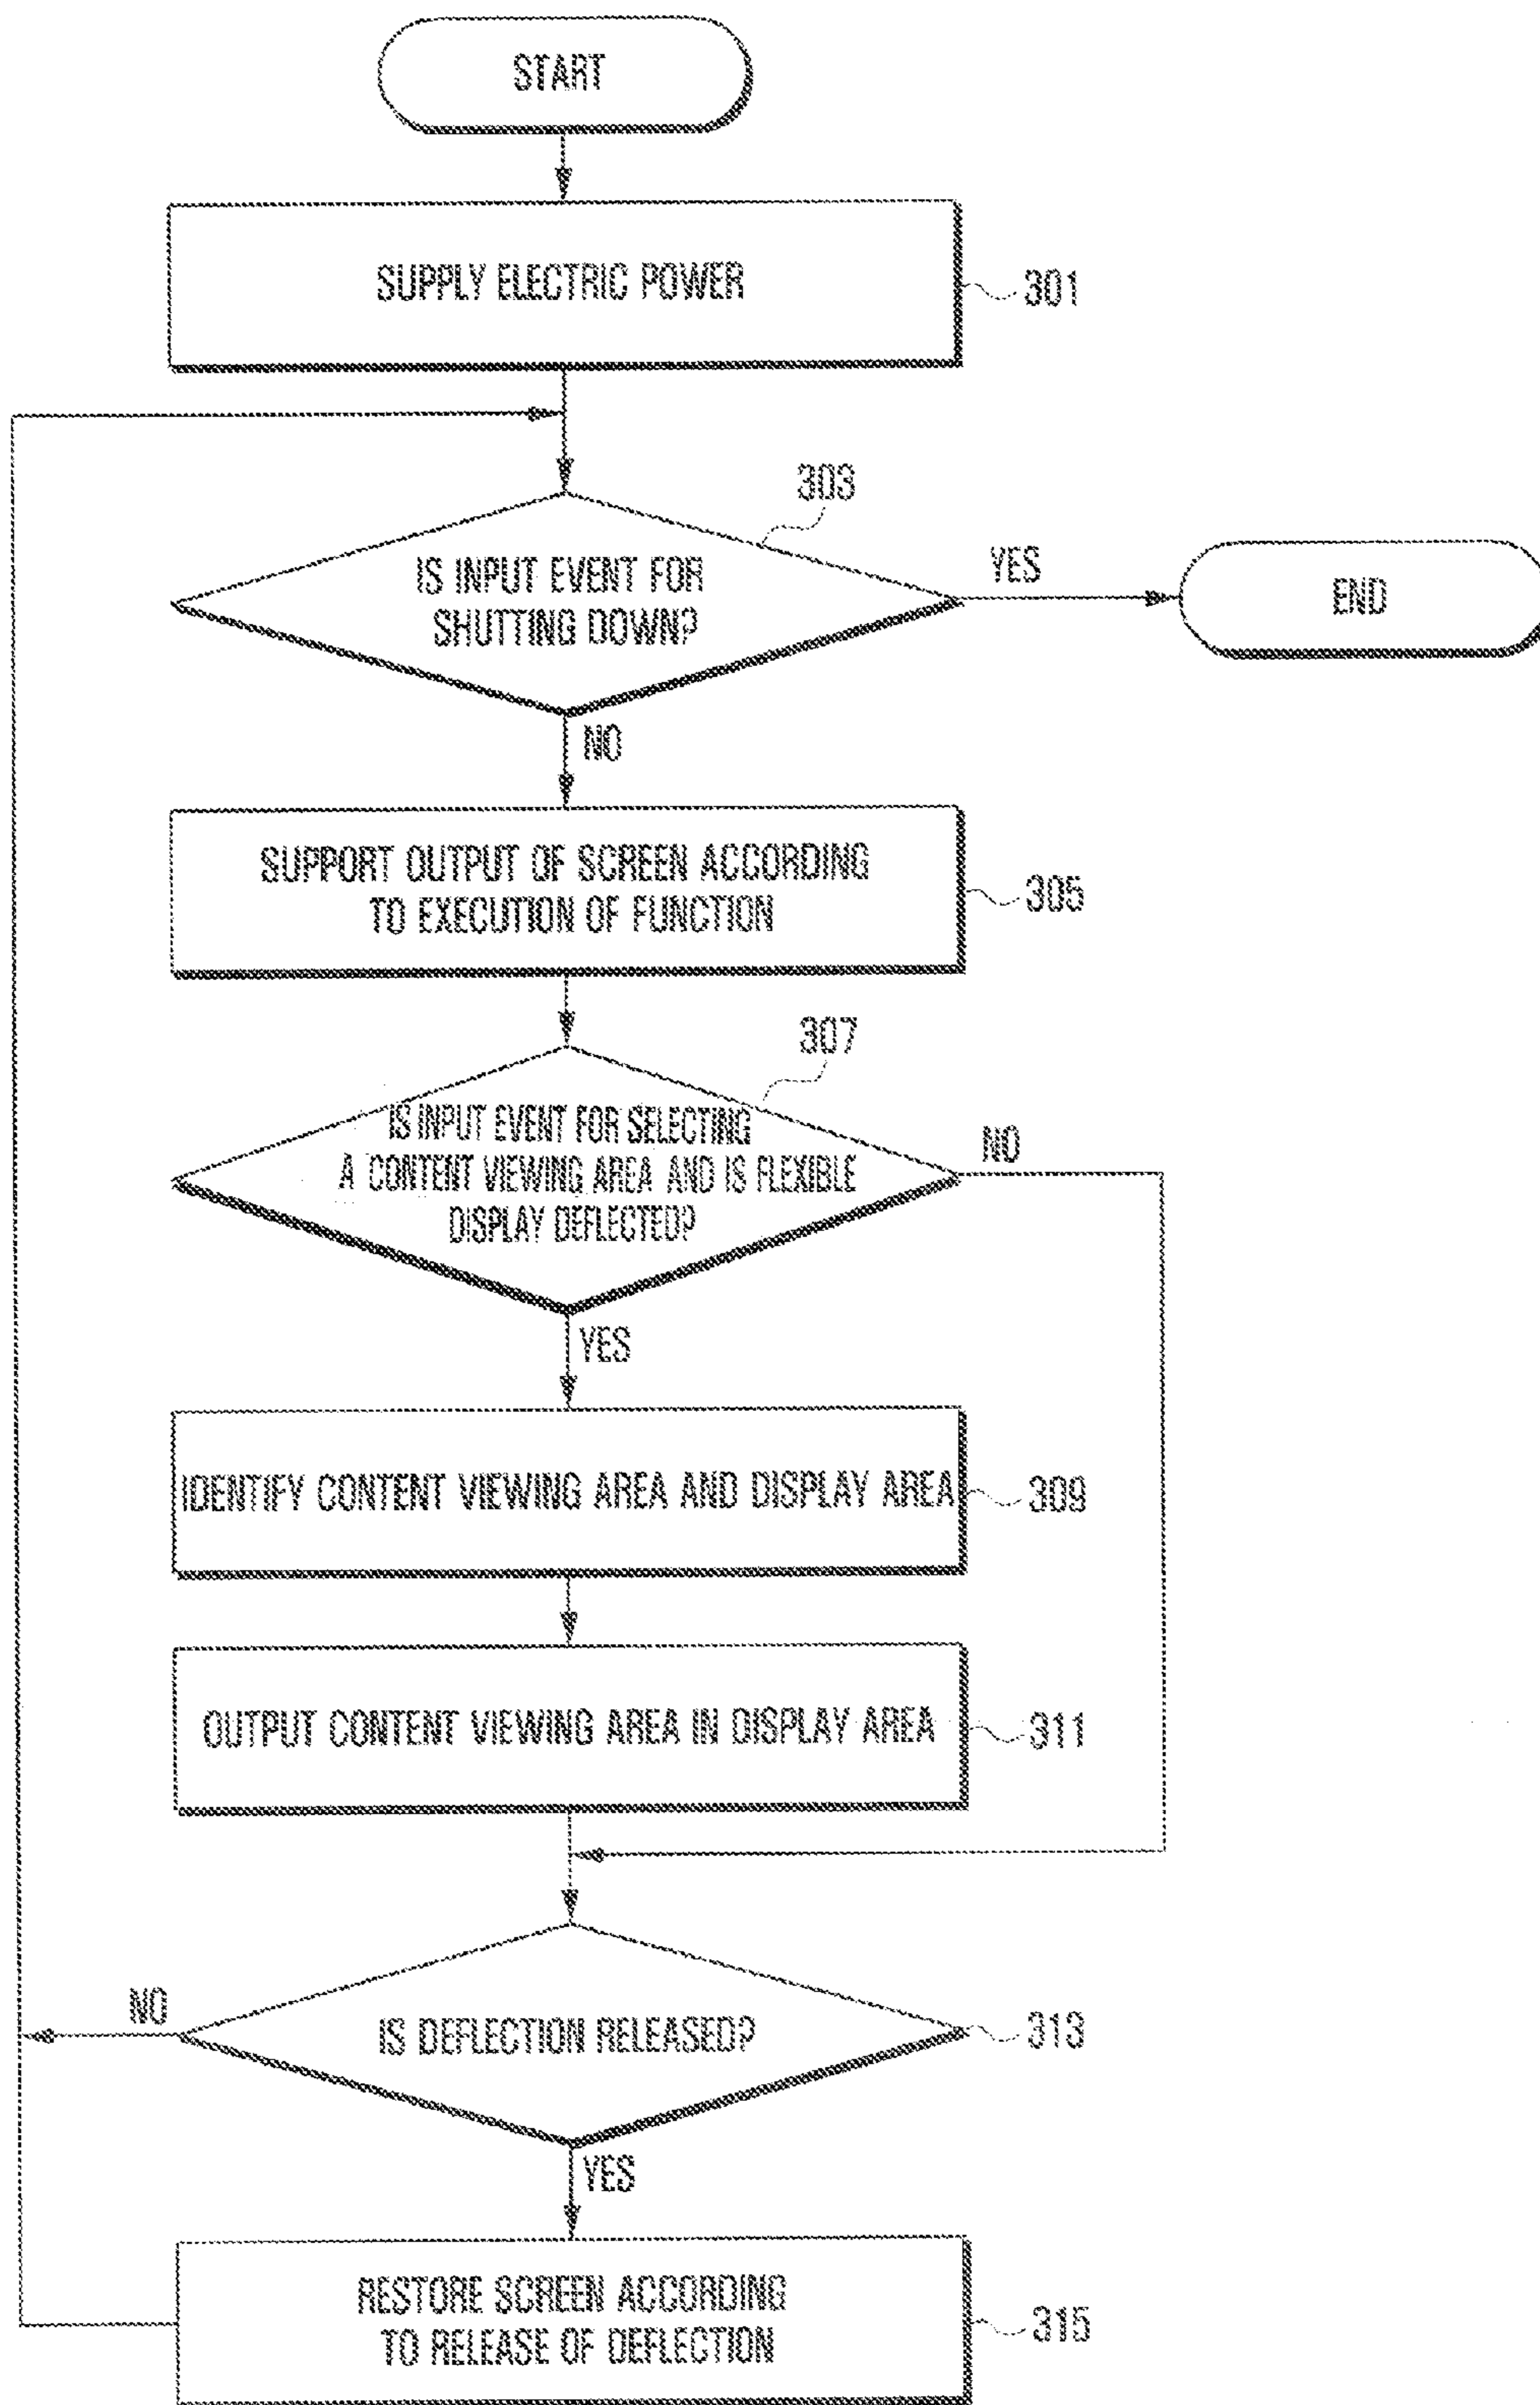 START
SUPPLY ELECTRIC POWER
301
303
IS INPUT EVENT FOR
SHUTTING DOWN?
YES
END
NO
SUPPORT OUTPUT OF SCREEN ACCORDING
TO EXECUTION OF FUNCTION
305
307
IS INPUT EVENT FOR SELECTING
A CONTENT VIEWING AREA AND IS FLEXIBLE
DISPLAY DEFLECTED?
NO
YES
IDENTIFY CONTENT VIEWING AREA AND DISPLAY AREA
309
OUTPUT CONTENT VIEWING AREA IN DISPLAY AREA
311
NO
IS DEFLECTION RELEASED?
313
YES
RESTORE SCREEN ACCORDING
TO RELEASE OF DEFLECTION
315